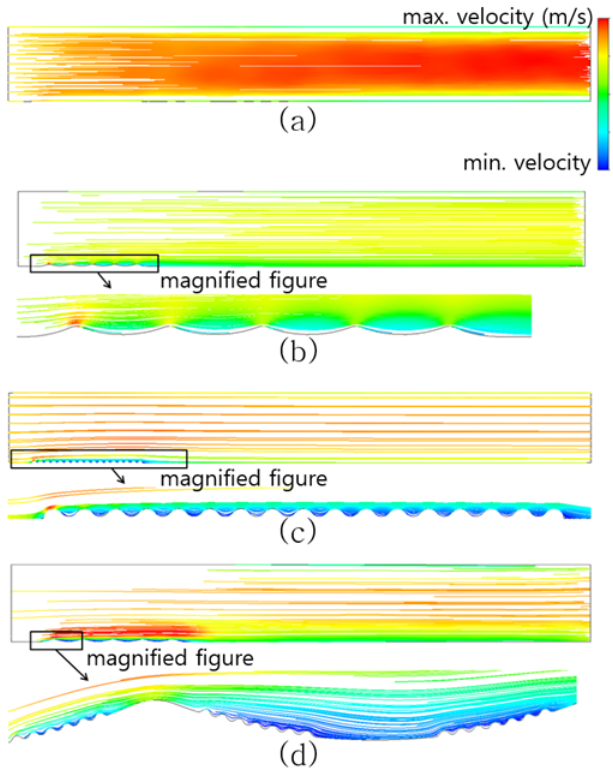 max. velocity (m/s)
(a)
min. velocity
magnified figure
(b)
magnified figure
(c)
magnified figure
(d)